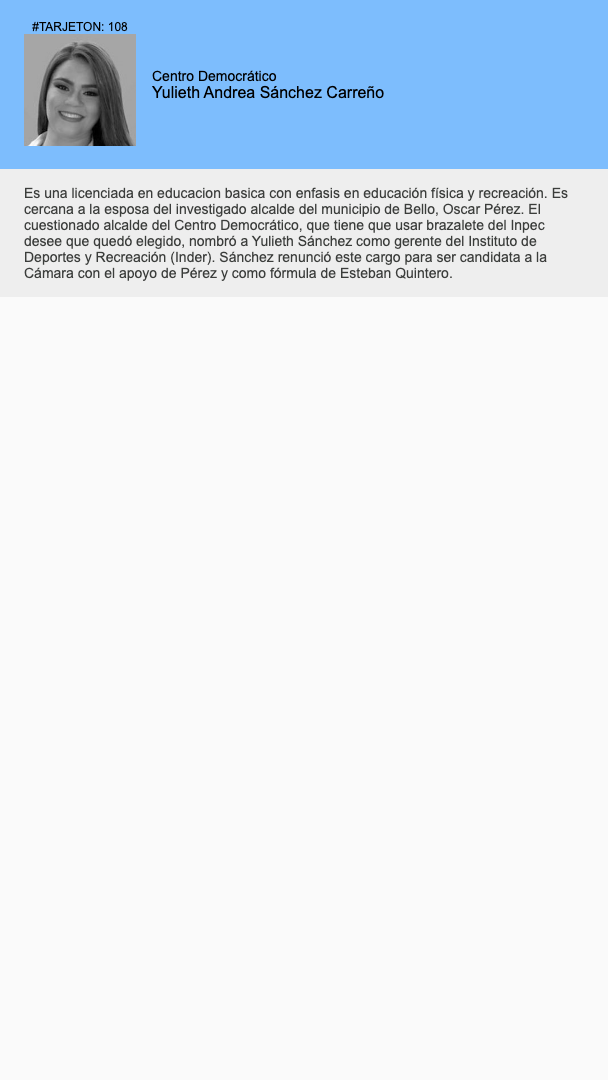 #TARJETON: 108
Centro Democrático
Yulieth Andrea Sánchez Carreño
Es una licenciada en educacion basica con enfasis en educación física y recreación. Es
cercana a la esposa del investigado alcalde del municipio de Bello, Oscar Pérez. El
cuestionado alcalde del Centro Democrático, que tiene que usar brazalete del Inpec
desee que quedó elegido, nombró a Yulieth Sánchez como gerente del Instituto de
Deportes y Recreación (Inder). Sánchez renunció este cargo para ser candidata a la
Cámara con el apoyo de Pérez y como fórmula de Esteban Quintero.